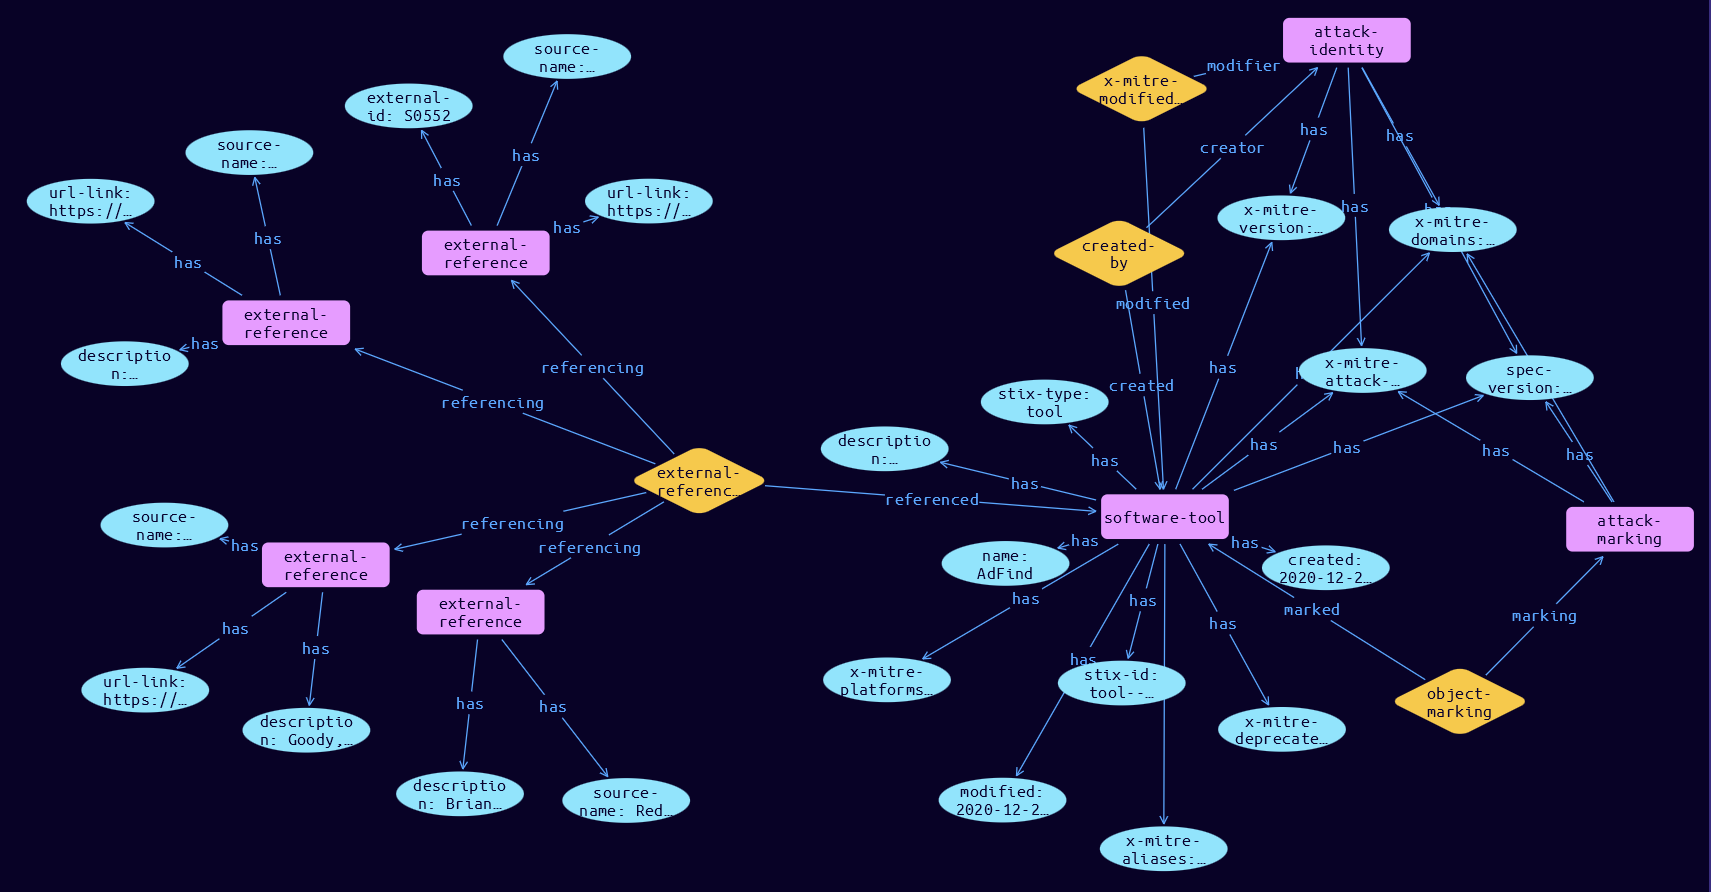 attack-
identity
source-
name:…
modifier
x-mitre-
modified…
external-
id: S0552
has
creator
source-
name:…
has
has
has
url-link:
https://…
url-link:
https://…
has
x-mitre-
version:…
has
x-mitre-
domains:…
has
has
external-
reference
created-
by
has
modified
external-
reference
has
descriptio
n:…
referencing
has
x-mitre-
attack-…
spec-
version:…
created
stix-type:
tool
referencing
descriptio
n:…
has
has
has
has
has
external-
referenc…
has
referenced
software-tool
source-
name:…
referencing
attack-
marking
has
referencing
has
has
external-
reference
name:
AdFind
created:
2020-12-2…
has
has
external-
reference
marked
marking
has
has
has
has
url-link:
https://…
x-mitre-
platforms…
stix-id:
tool--…
object-
marking
has
has
descriptio
n: Goody,…
x-mitre-
deprecate…
descriptio
n: Brian…
source-
name: Red…
modified:
2020-12-2…
x-mitre-
aliases:…